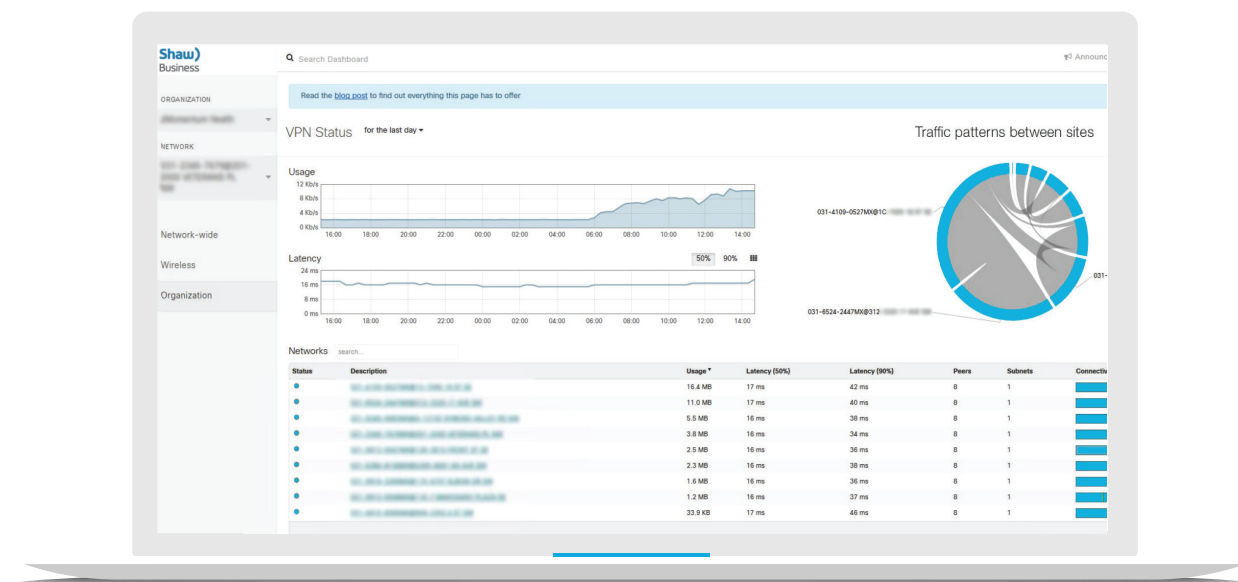 Shaw)
Business
Search Dashboard
Announc
ORGANIZATION
NETWORK
Network-wide
Wireless
Organization
Read the blog post to find out everything this page has to offer
VPN Status for the last day
Traffic patterns between sites
Usage
12 Kb/s
8 Kb/s
4 Kb/s
0 Kb/s
16:00 18:00 20:00 22:00 00:00 02:00 04:00 06:00 08:00 10:00 12:00 14:00
Latency 50% 90%
24 ms
16 ms
8 ms
0 ms
16:00 18:00 20:00 22:00 00:00 02:00 04:00 06:00 08:00 10:00 12:00 14:00
031-4109-0527MX@1C
031-
031-6524-2447MX@312
Networks search...
Status Description Usage Latency (50%) Latency (90%) Peers Subnets Connectiv
16.4 MB 17 ms 42 ms 8 1
11.0 MB 17 ms 40 ms 8 1
5.5 MB 16 ms 38 ms 8 1
3.8 MB 16 ms 34 ms 8 1
2.5 MB 16 ms 36 ms 8 1
2.3 MB 16 ms 38 ms 8 1
1.6 MB 16 ms 36 ms 8 1
1.2 MB 16 ms 37 ms 8 1
33.9 KB 17 ms 46 ms 8 1